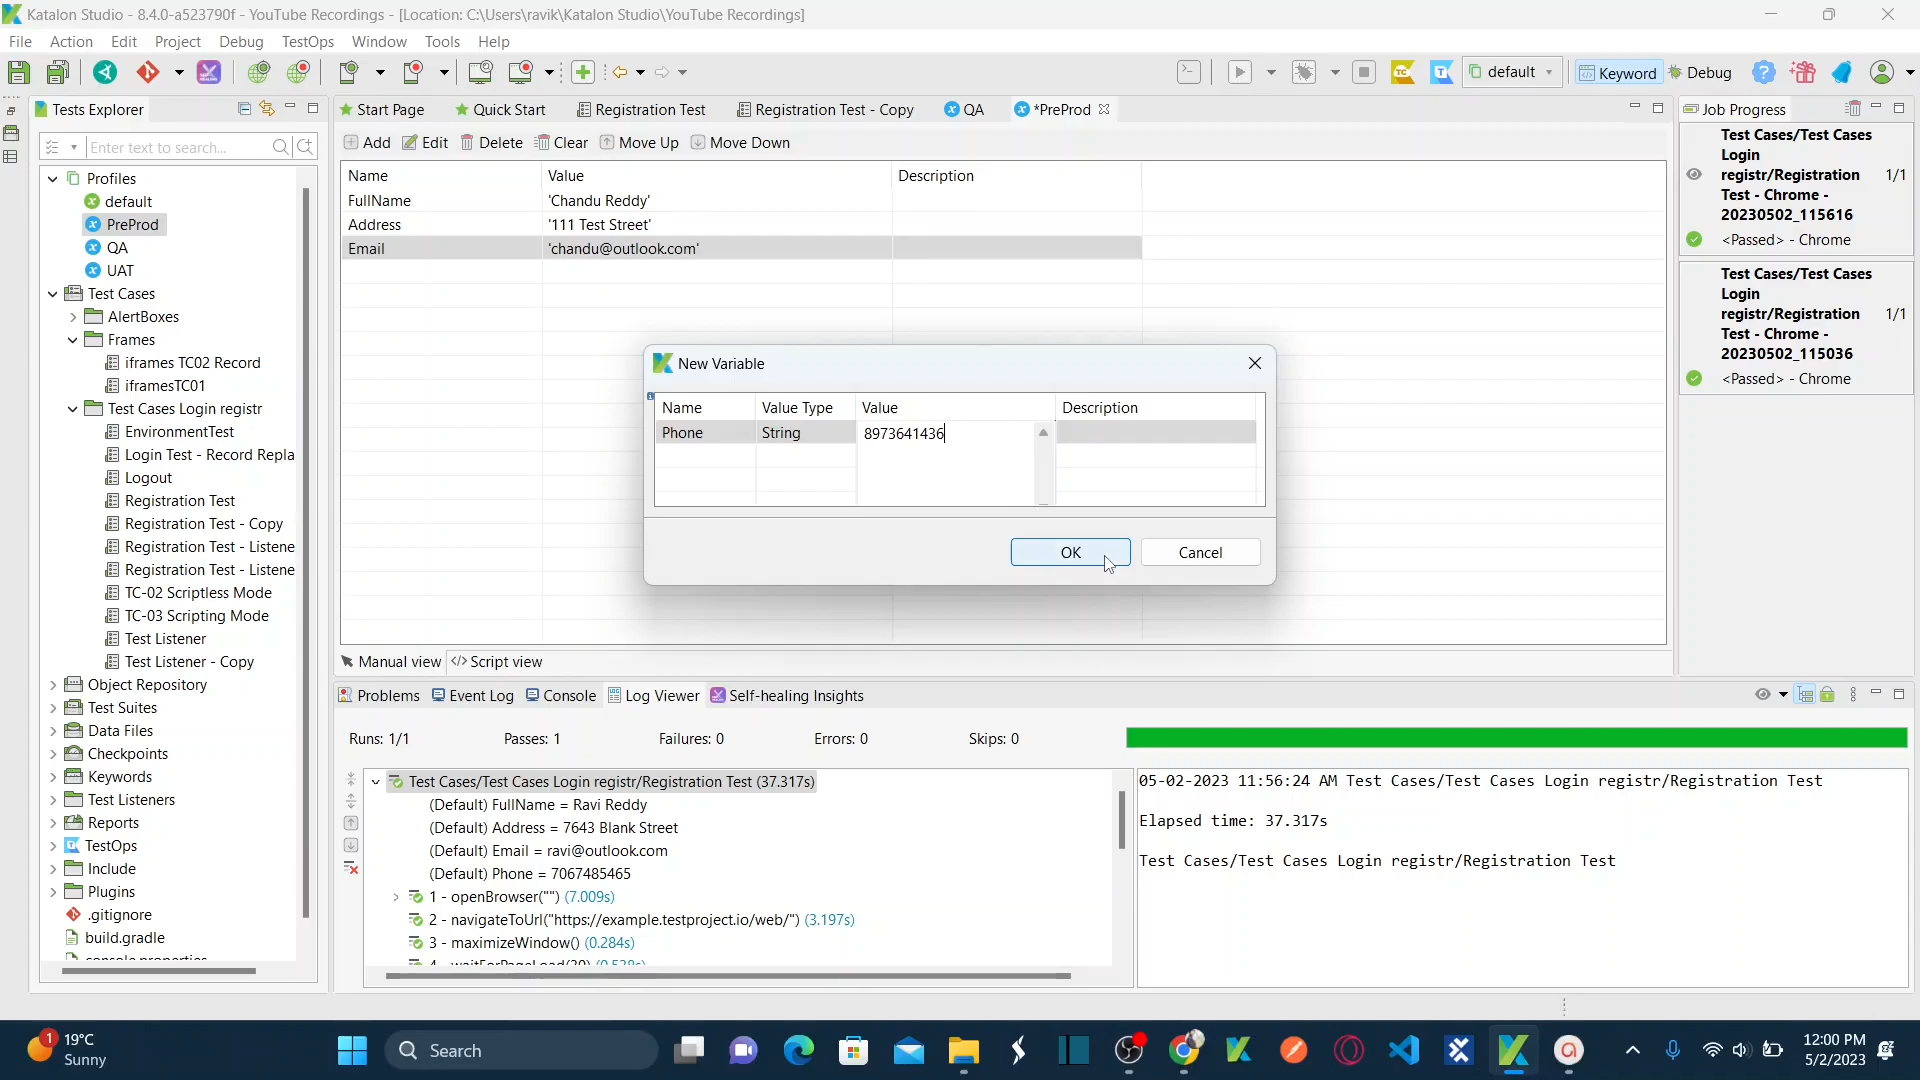 Katalon Studio - 8.4.0-a523790f - YouTube Recordings - [Location: C:\Users\ravik\Katalon Studio\YouTube Recordings]
File Action Edit Project Debug TestOps Window Tools Help
default Keyword Debug
Tests Explorer
Enter text to search...
Profiles
default
PreProd
QA
UAT
Test Cases
AlertBoxes
Frames
iframes TC02 Record
iframesTC01
Test Cases Login registr
EnvironmentTest
Login Test - Record Repla
Logout
Registration Test
Registration Test - Copy
Registration Test - Listene
Registration Test - Listene
TC-02 Scriptless Mode
TC-03 Scripting Mode
Test Listener
Test Listener - Copy
Object Repository
Test Suites
Data Files
Checkpoints
Keywords
Test Listeners
Reports
TestOps
Include
Plugins
.gitignore
build.gradle
Start Page Quick Start Registration Test Registration Test - Copy QA *PreProd
Add Edit Delete Clear Move Up Move Down
Name Value Description
FullName 'Chandu Reddy'
Address '111 Test Street'
Email 'chandu@outlook.com'
New Variable
Name Value Type Value Description
Phone String 8973641436
OK Cancel
Manual view </> Script view
Job Progress
Test Cases/Test Cases
Login
registr/Registration 1/1
Test - Chrome -
20230502_115616
<Passed> - Chrome
Test Cases/Test Cases
Login
registr/Registration 1/1
Test - Chrome -
20230502_115036
<Passed> - Chrome
Problems Event Log Console Log Viewer Self-healing Insights
Runs: 1/1 Passes: 1 Failures: 0 Errors: 0 Skips: 0
Test Cases/Test Cases Login registr/Registration Test (37.317s)
(Default) FullName = Ravi Reddy
(Default) Address = 7643 Blank Street
(Default) Email = ravi@outlook.com
(Default) Phone = 7067485465
1 - openBrowser("") (7.009s)
2 - navigateToUrl("https://example.testproject.io/web/") (3.197s)
3 - maximizeWindow() (0.284s)
05-02-2023 11:56:24 AM Test Cases/Test Cases Login registr/Registration Test
Elapsed time: 37.317s
Test Cases/Test Cases Login registr/Registration Test
1 19°C
Sunny
Search
12:00 PM
5/2/2023